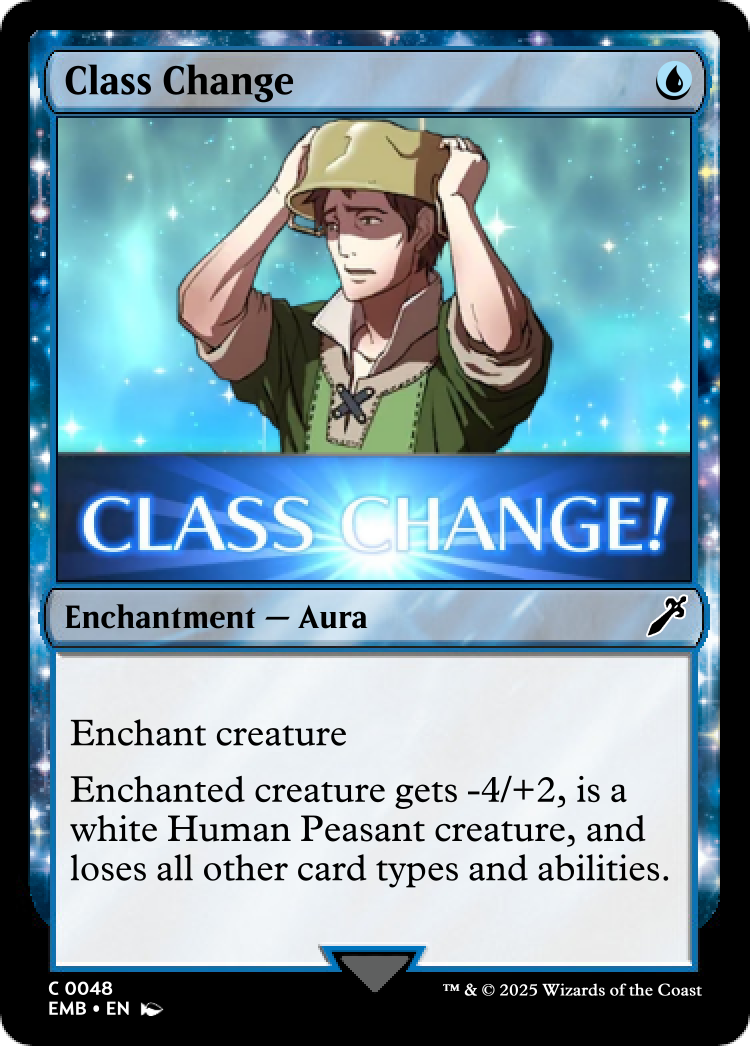 Class Change
CLASS CHANGE!
Enchantment — Aura
Enchant creature
Enchanted creature gets -4/+2, is a
white Human Peasant creature, and
loses all other card types and abilities.
C 0048
EMB • EN
™ & © 2025 Wizards of the Coast